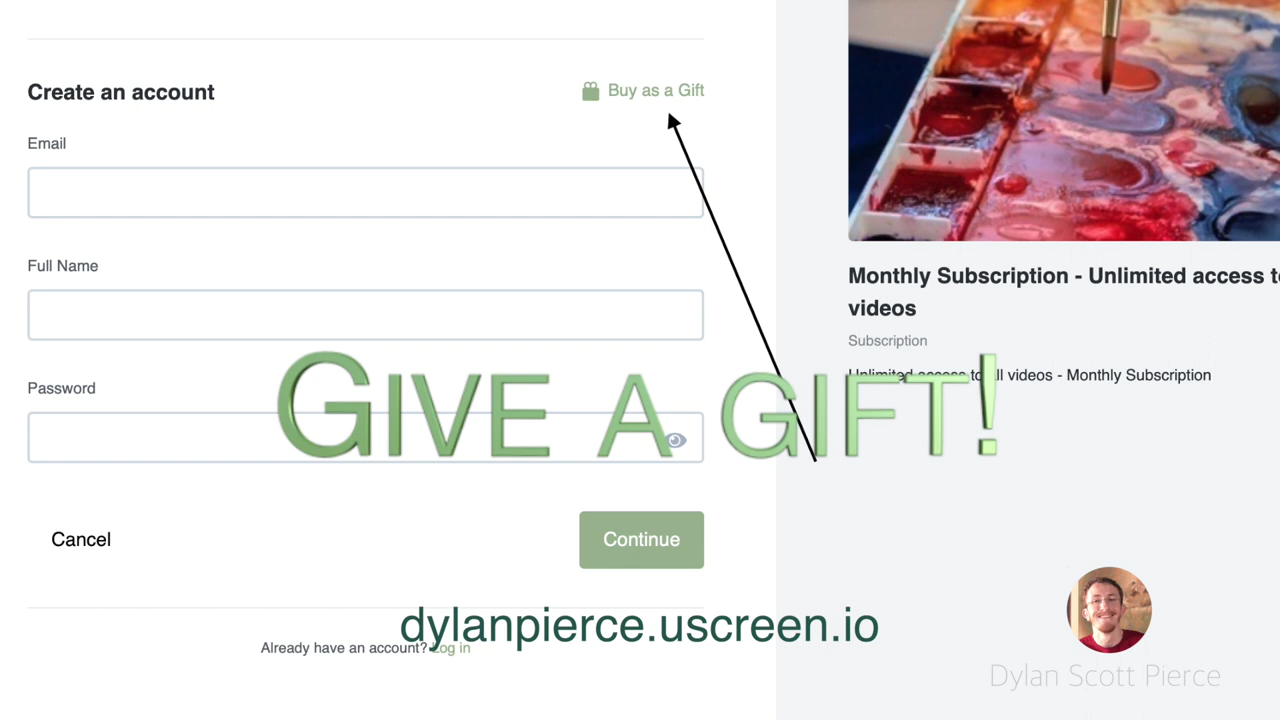 Create an account
Buy as a Gift
Email
Full Name
Password
Cancel
Continue
Already have an account? Log in
Monthly Subscription - Unlimited access to
videos
Subscription
Unlimited access to all videos - Monthly Subscription
GIVE A GIFT!
dylanpierce.uscreen.io
Dylan Scott Pierce